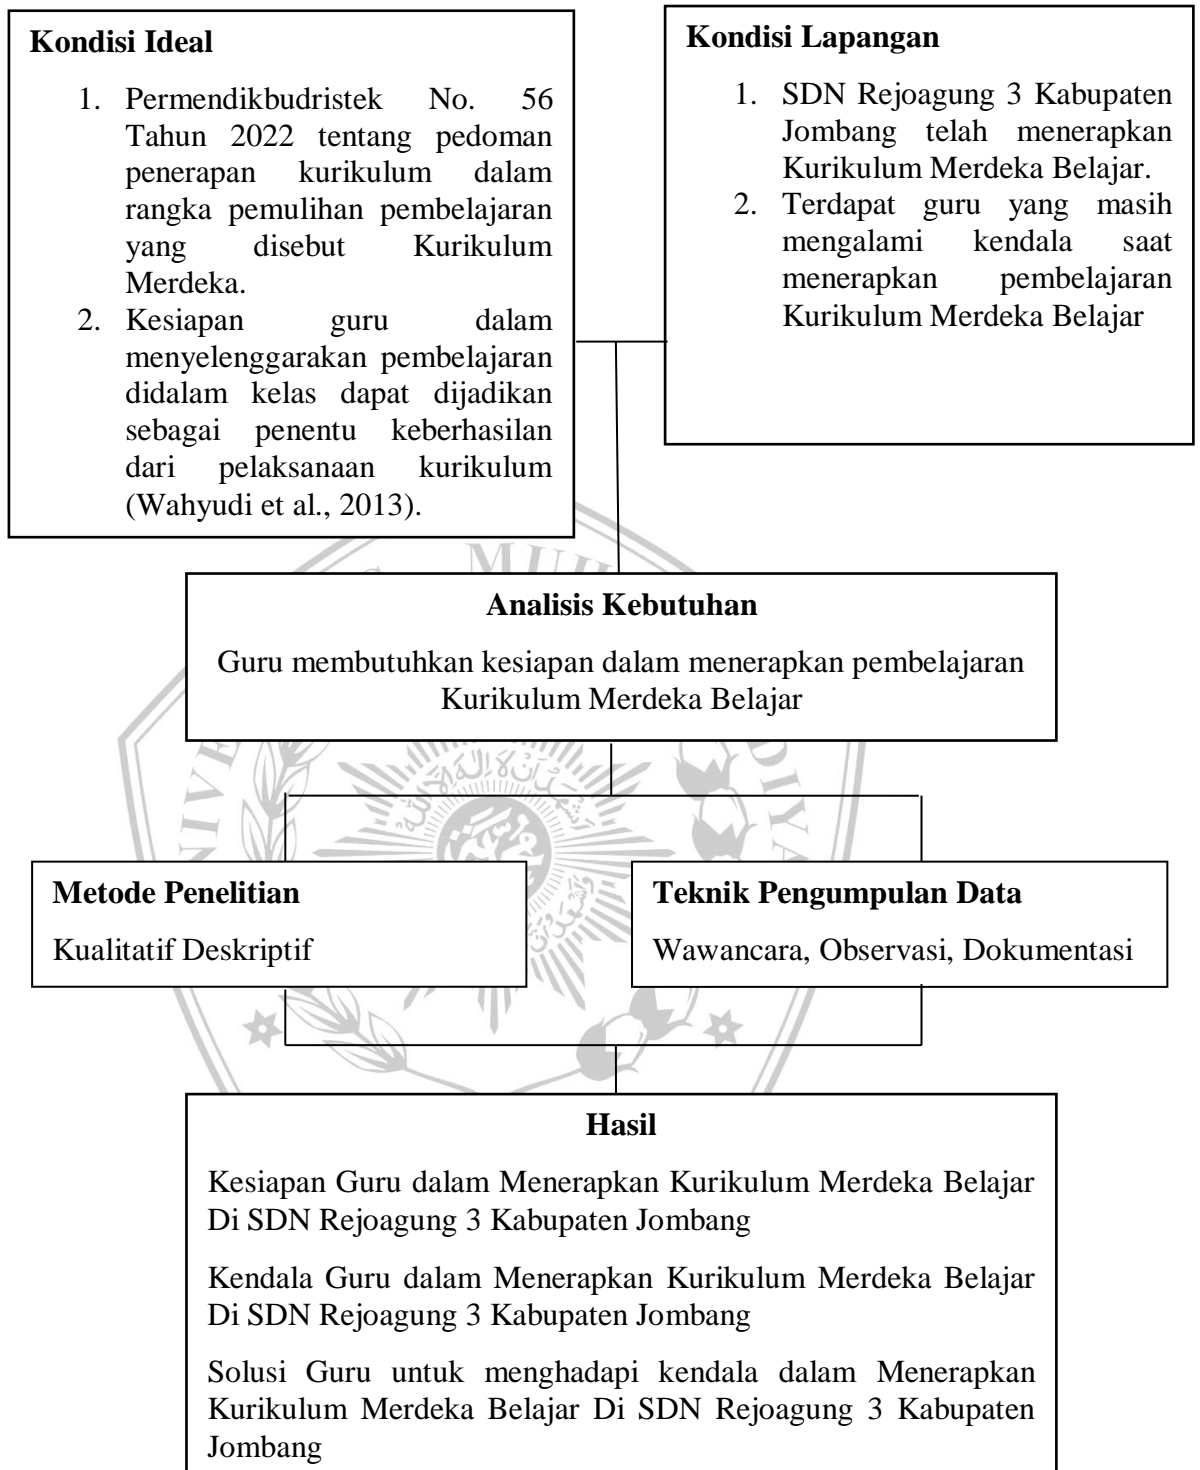 Kondisi Ideal
1. Permendikbudristek No. 56
Tahun 2022 tentang pedoman
penerapan kurikulum dalam
rangka pemulihan pembelajaran
yang disebut Kurikulum
Merdeka.
2. Kesiapan guru dalam
menyelenggarakan pembelajaran
didalam kelas dapat dijadikan
sebagai penentu keberhasilan
dari pelaksanaan kurikulum
(Wahyudi et al., 2013).
Kondisi Lapangan
1. SDN Rejoagung 3 Kabupaten
Jombang telah menerapkan
Kurikulum Merdeka Belajar.
2. Terdapat guru yang masih
mengalami kendala saat
menerapkan pembelajaran
Kurikulum Merdeka Belajar
Analisis Kebutuhan
Guru membutuhkan kesiapan dalam menerapkan pembelajaran
Kurikulum Merdeka Belajar
Metode Penelitian
Kualitatif Deskriptif
Teknik Pengumpulan Data
Wawancara, Observasi, Dokumentasi
Hasil
Kesiapan Guru dalam Menerapkan Kurikulum Merdeka Belajar
Di SDN Rejoagung 3 Kabupaten Jombang
Kendala Guru dalam Menerapkan Kurikulum Merdeka Belajar
Di SDN Rejoagung 3 Kabupaten Jombang
Solusi Guru untuk menghadapi kendala dalam Menerapkan
Kurikulum Merdeka Belajar Di SDN Rejoagung 3 Kabupaten
Jombang